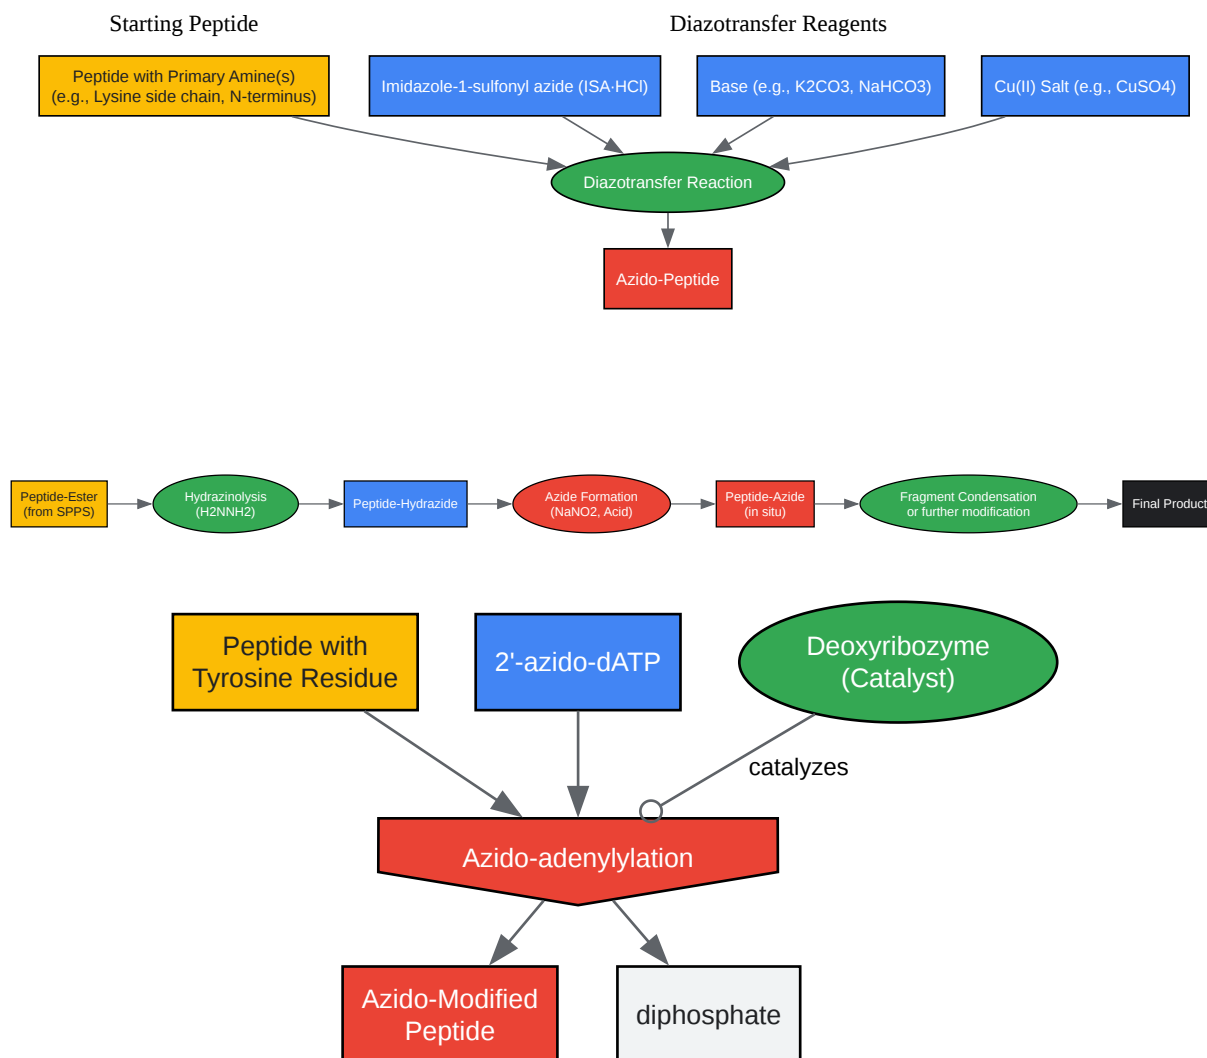 Starting Peptide
Diazotransfer Reagents
Peptide with Primary Amine(s)
(e.g., Lysine side chain, N-terminus)
Imidazole-1-sulfonyl azide (ISA·HCl)
Base (e.g., K2CO3, NaHCO3)
Cu(II) Salt (e.g., CuSO4)
Diazotransfer Reaction
Azido-Peptide
Peptide-Ester
(from SPPS)
Hydrazinolysis
(H2NNH2)
Peptide-Hydrazide
Azide Formation
(NaNO2, Acid)
Peptide-Azide
(in situ)
Fragment Condensation
or further modification
Final Product
Peptide with
Tyrosine Residue
2'-azido-dATP
Deoxyribozyme
(Catalyst)
catalyzes
Azido-adenylylation
Azido-Modified
Peptide
diphosphate